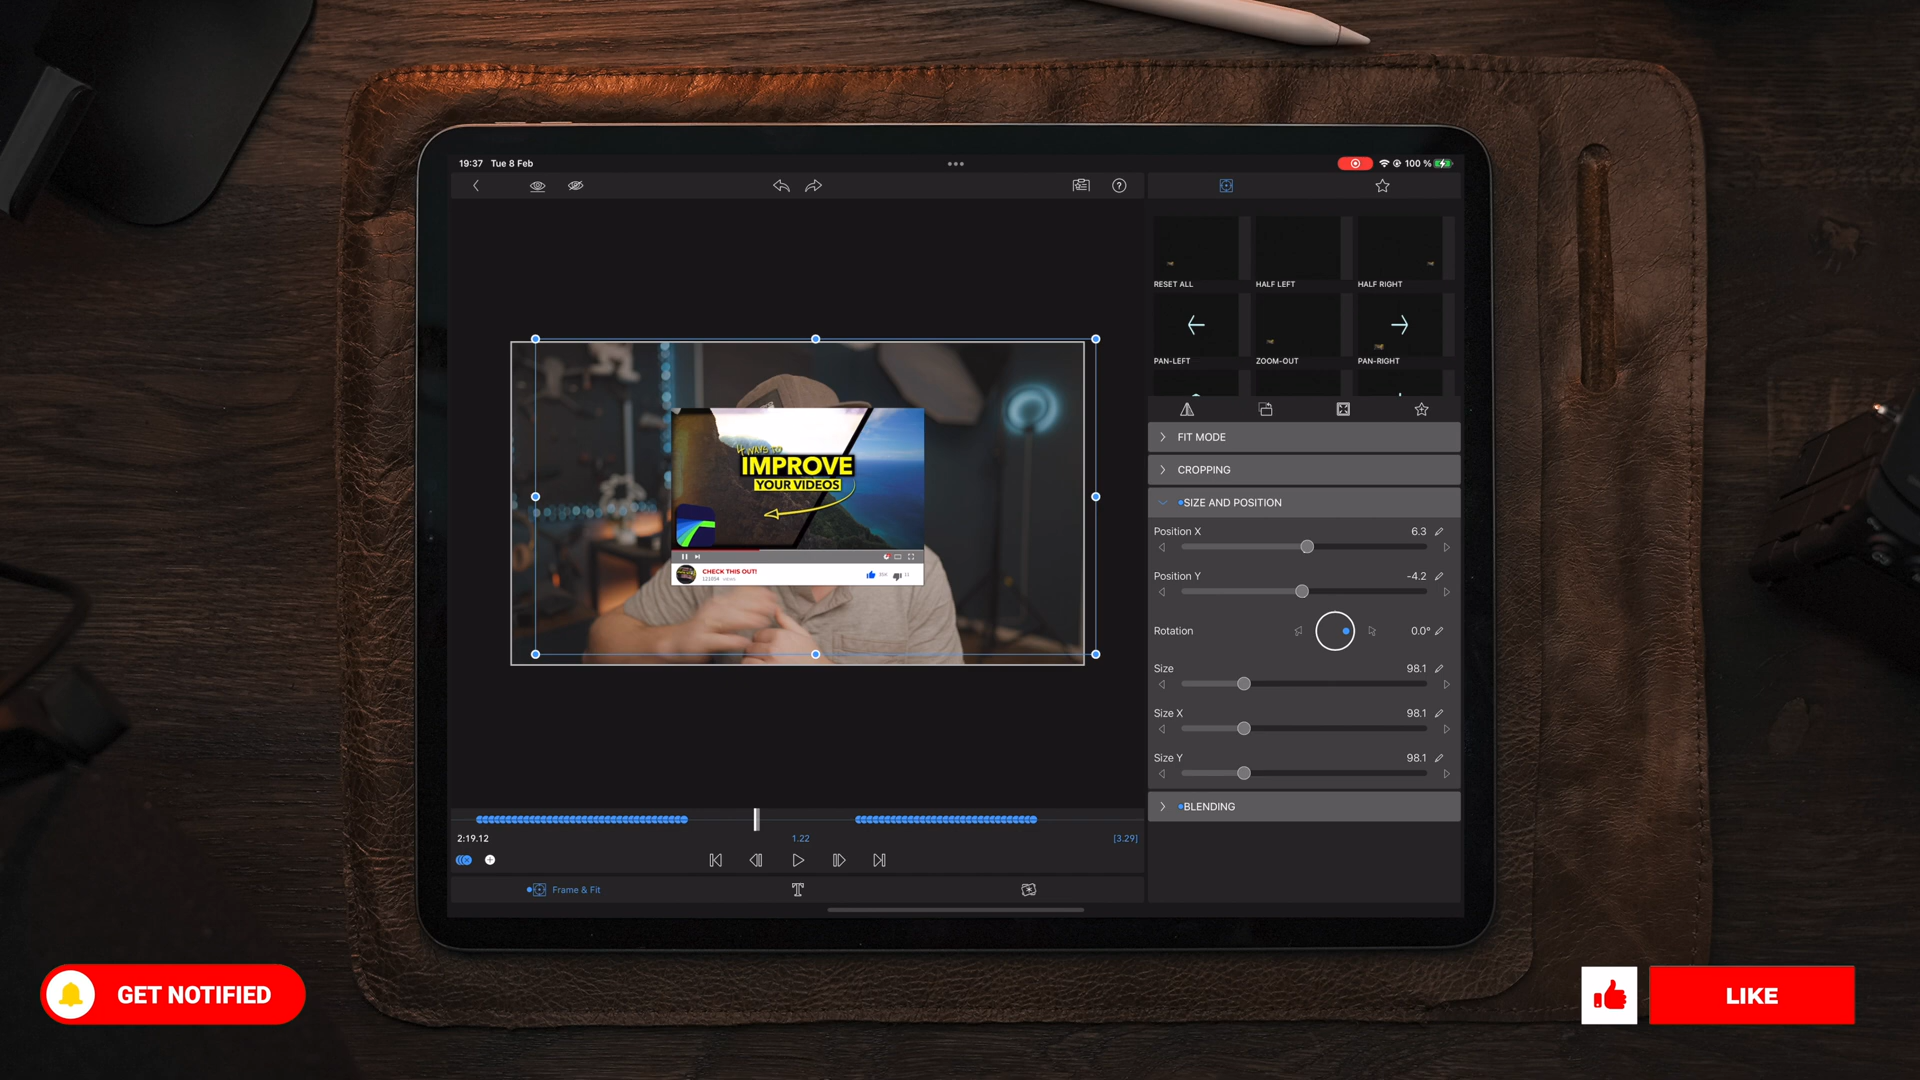 19:37 Tue 8 Feb
100 %
RESET ALL
HALF LEFT
HALF RIGHT
PAN-LEFT
ZOOM-OUT
PAN-RIGHT
FIT MODE
CROPPING
SIZE AND POSITION
Position X 6.3
Position Y -4.2
Rotation 0.0°
Size 98.1
Size X 98.1
Size Y 98.1
BLENDING
4 WAYS TO
IMPROVE
YOUR VIDEOS
CHECK THIS OUT!
2:19.12
1.22
[3.29]
Frame & Fit
GET NOTIFIED
LIKE